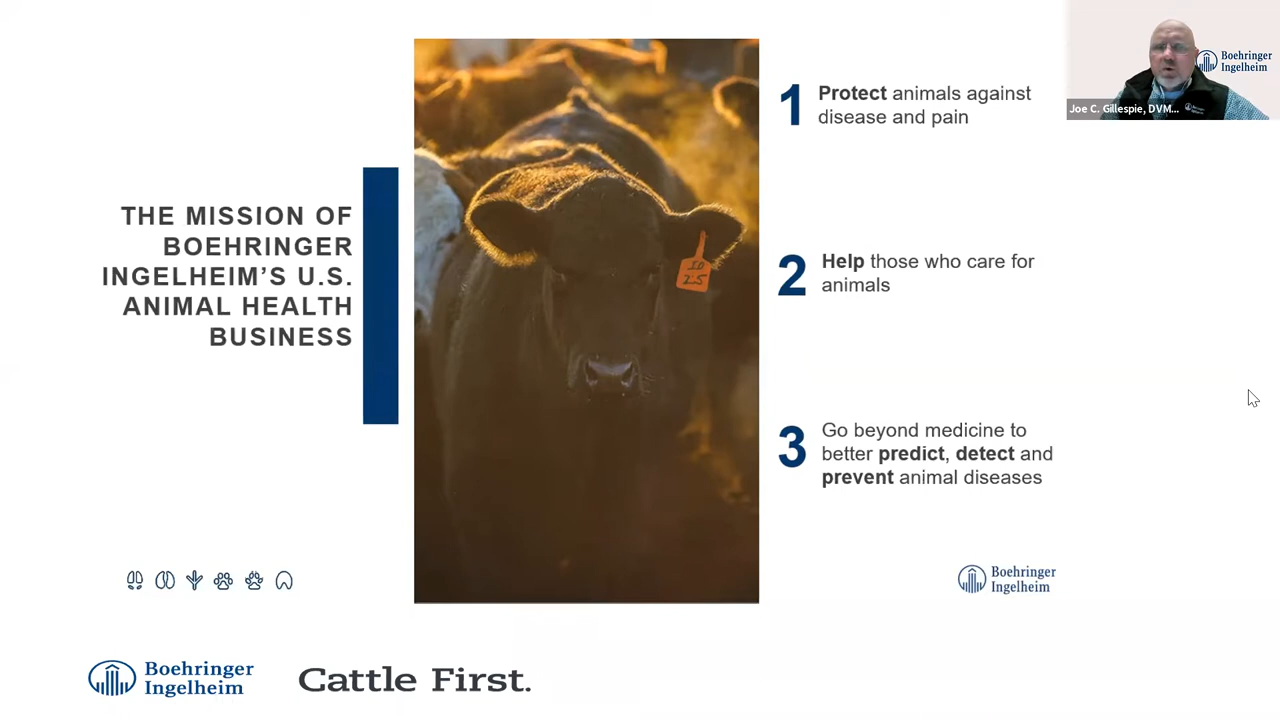 THE MISSION OF
BOEHRINGER
INGELHEIM’S U.S.
ANIMAL HEALTH
BUSINESS
10
25
1
Protect animals against
disease and pain
2
Help those who care for
animals
3
Go beyond medicine to
better predict, detect and
prevent animal diseases
Boehringer
Ingelheim
Boehringer
Ingelheim
Cattle First.
Boehringer
Ingelheim
Joe C. Gillespie, DVM...